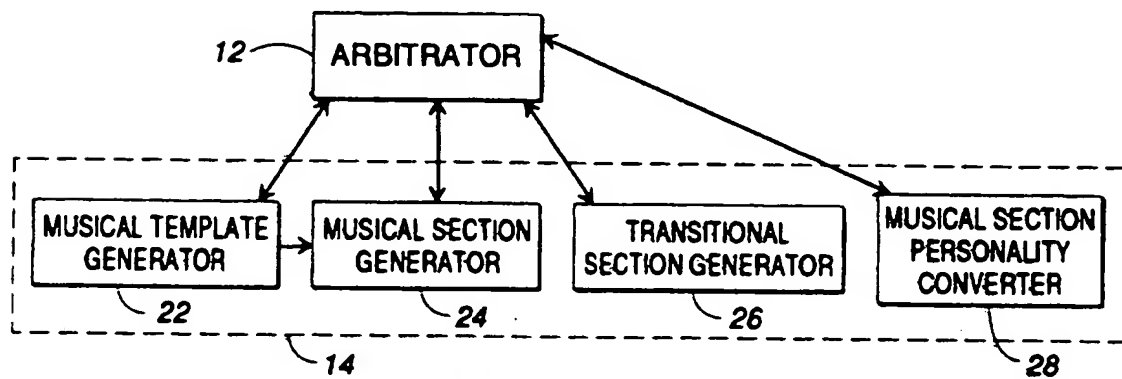 12
ARBITRATOR
MUSICAL TEMPLATE
GENERATOR
22
MUSICAL SECTION
GENERATOR
24
TRANSITIONAL
SECTION GENERATOR
26
MUSICAL SECTION
PERSONALITY
CONVERTER
28
14